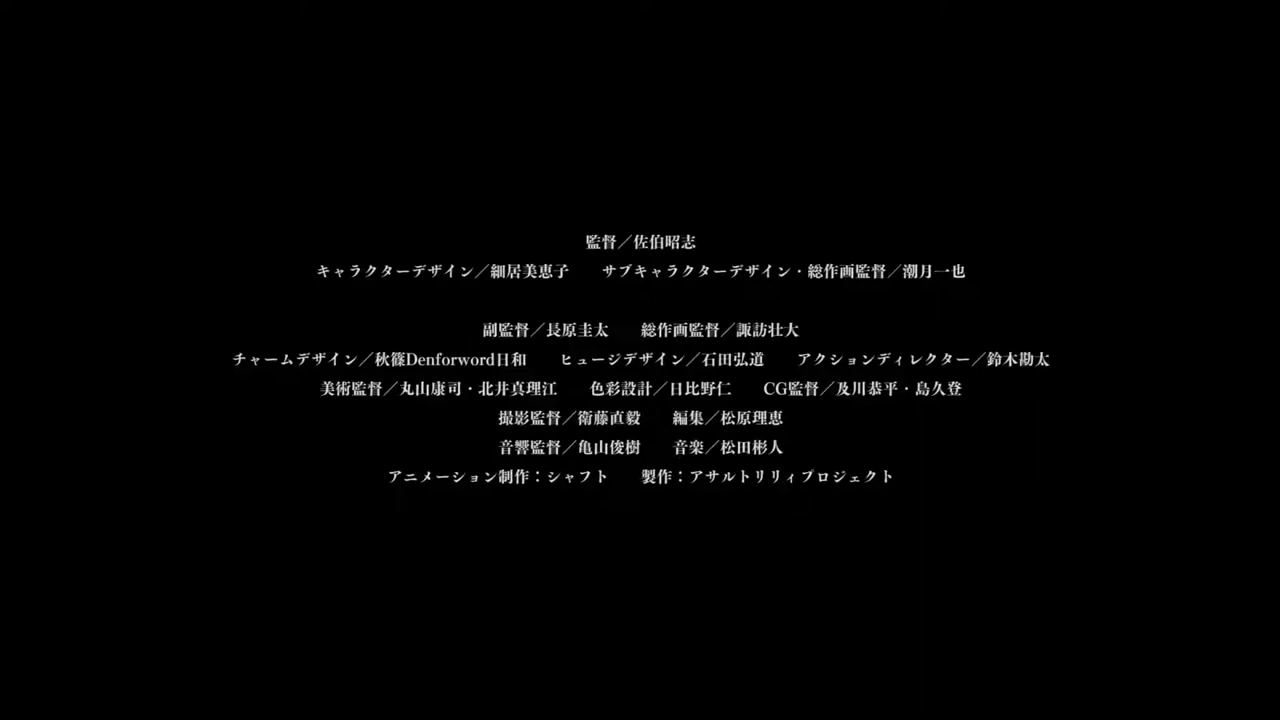 監督／佐伯昭志
キャラクターデザイン／細居美恵子　　サブキャラクターデザイン・総作画監督／潮月一也
副監督／長原圭太　　総作画監督／諏訪壮大
チャームデザイン／秋篠Denforword日和　　ヒュージデザイン／石田弘道　　アクションディレクター／鈴木勘太
美術監督／丸山康司・北井真理江　　色彩設計／日比野仁　　CG監督／及川恭平・島久登
撮影監督／衛藤直毅　　編集／松原理恵
音響監督／亀山俊樹　　音楽／松田彬人
アニメーション制作：シャフト　　製作：アサルトリリィプロジェクト